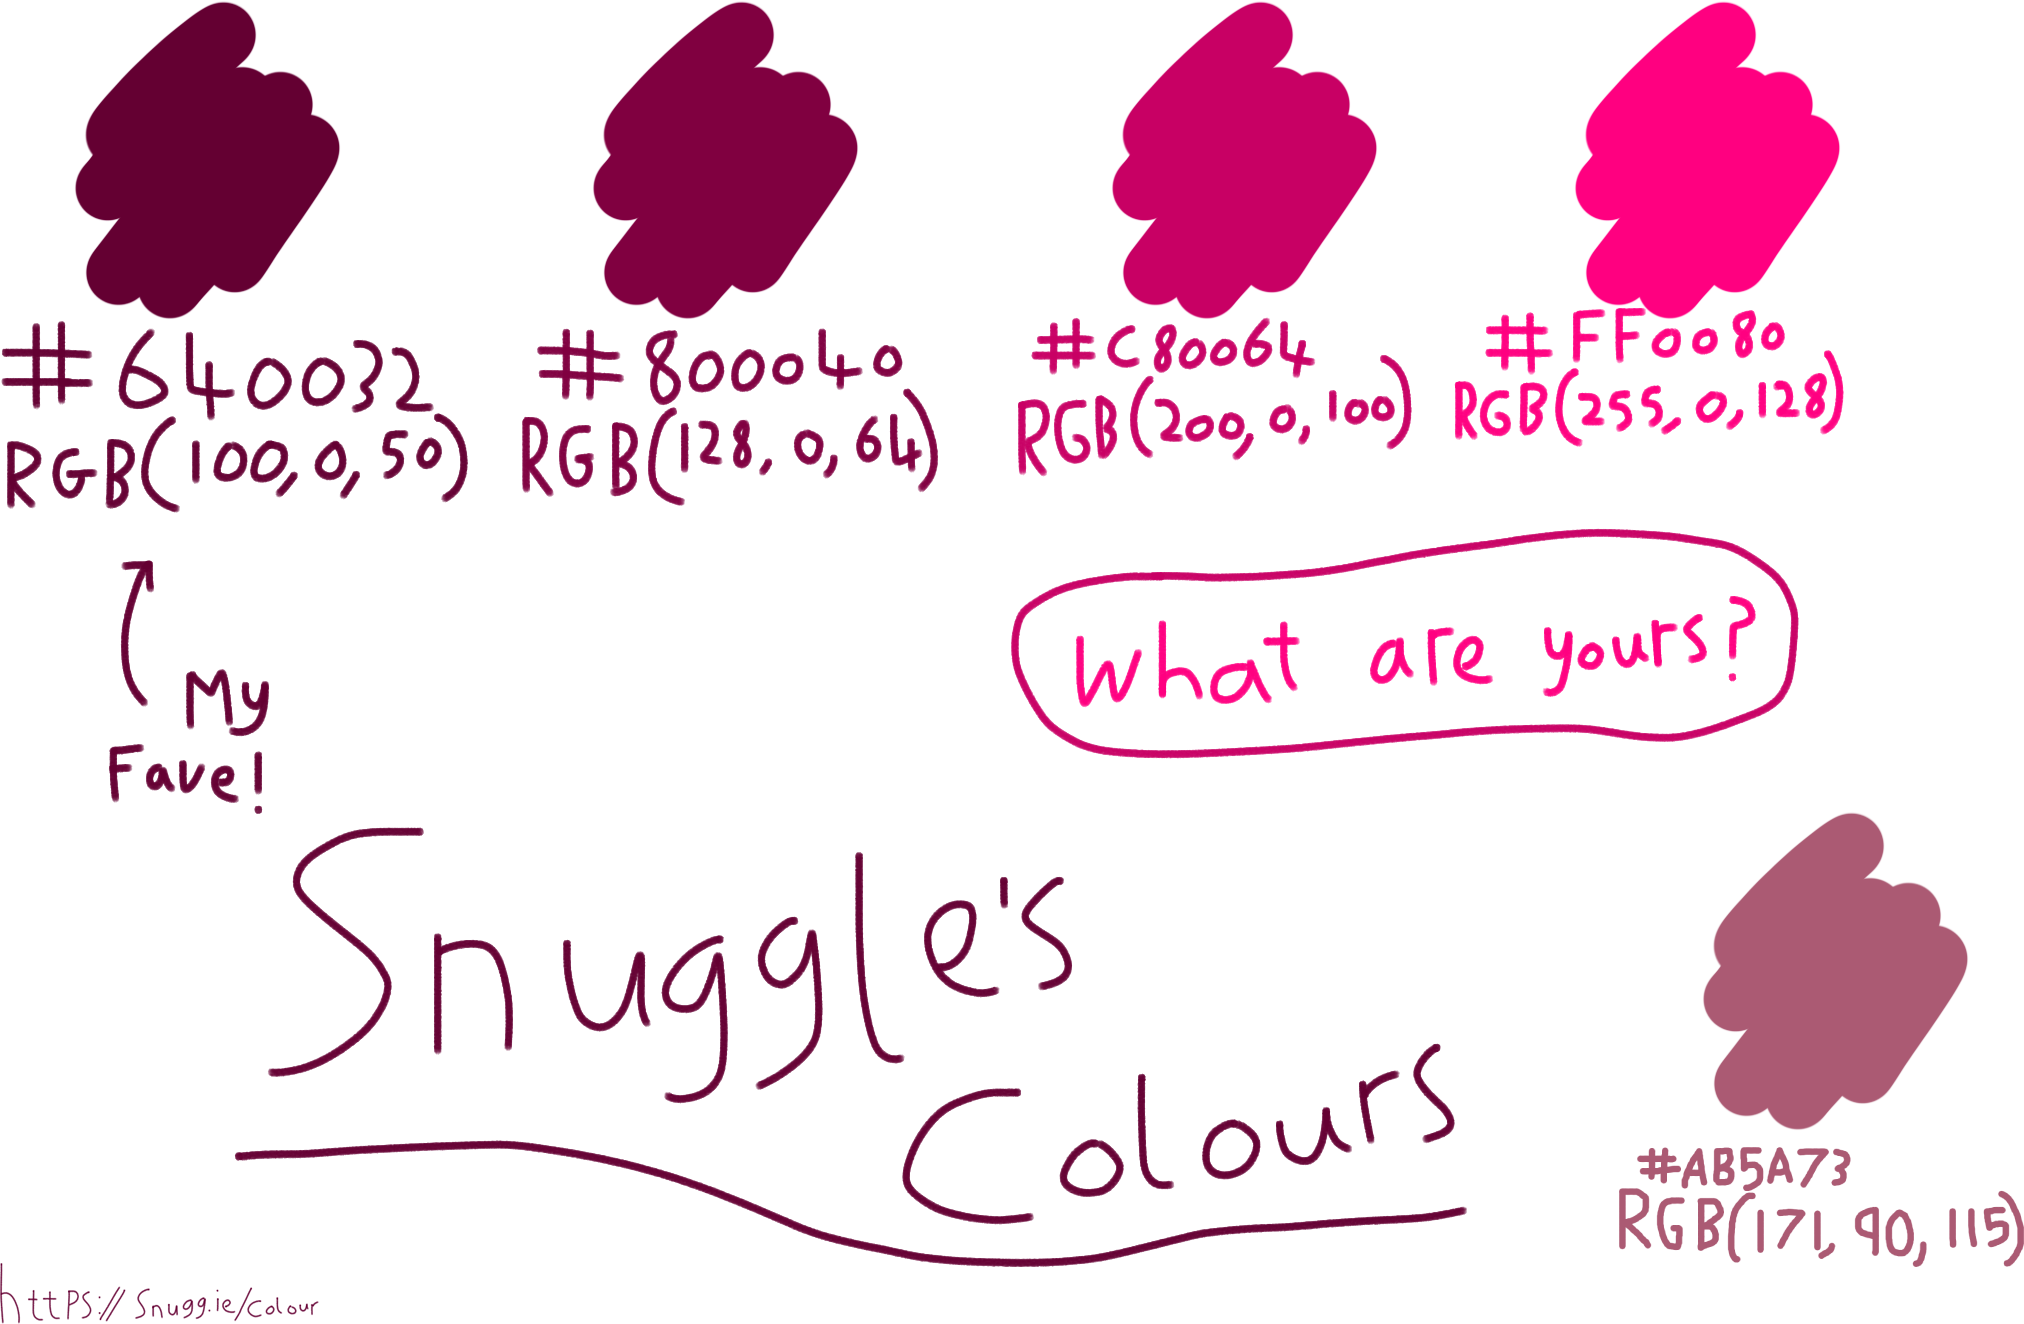 #640032
RGB(100,0,50)
#800040
RGB(128,0,64)
#C80064
RGB(200,0,100)
#FF0080
RGB(255,0,128)
My
Fave!
What are yours?
Snuggle's
Colours
#AB5A73
RGB(171,90,115)
https://snugg.ie/colour